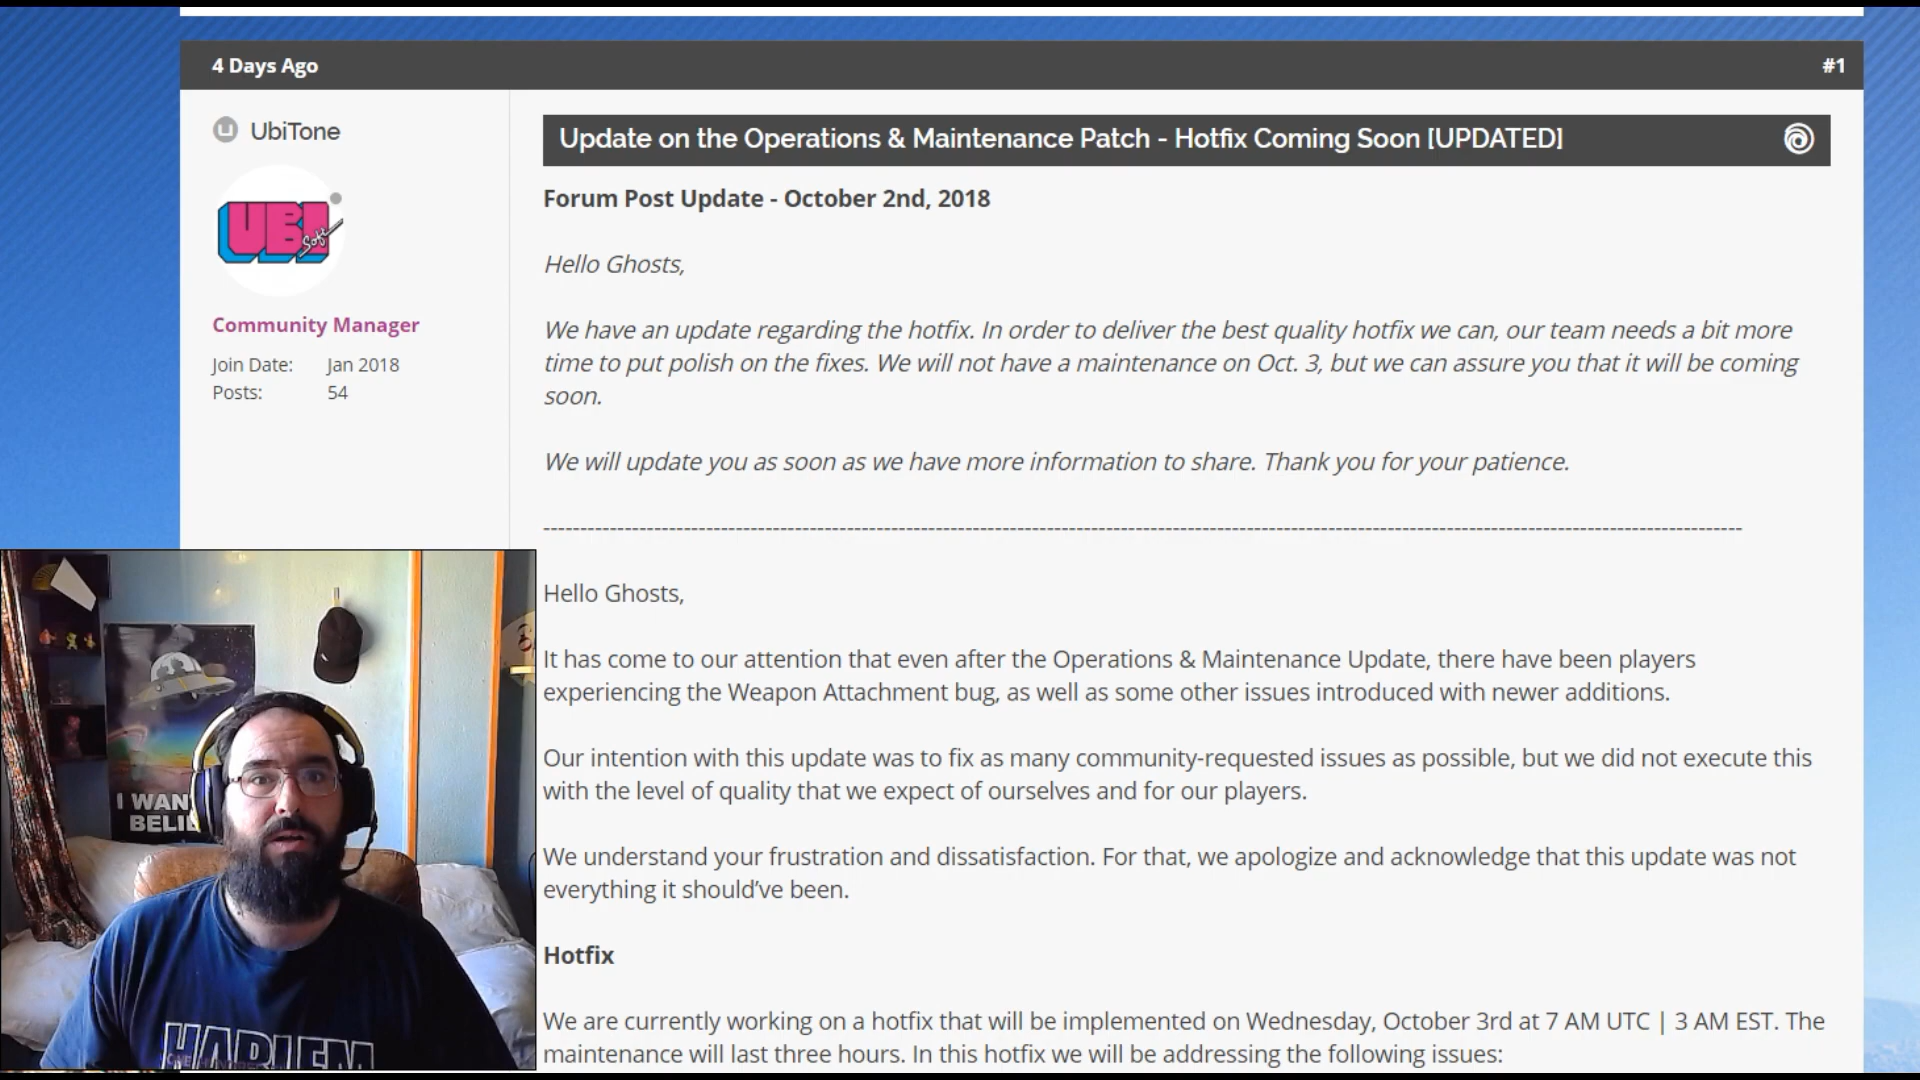 4 Days Ago
#1
UbiTone
UBI
Soft
Community Manager
Join Date: Jan 2018
Posts: 54
Update on the Operations & Maintenance Patch - Hotfix Coming Soon [UPDATED]
Forum Post Update - October 2nd, 2018
Hello Ghosts,
We have an update regarding the hotfix. In order to deliver the best quality hotfix we can, our team needs a bit more
time to put polish on the fixes. We will not have a maintenance on Oct. 3, but we can assure you that it will be coming
soon.
We will update you as soon as we have more information to share. Thank you for your patience.
Hello Ghosts,
It has come to our attention that even after the Operations & Maintenance Update, there have been players
experiencing the Weapon Attachment bug, as well as some other issues introduced with newer additions.
Our intention with this update was to fix as many community-requested issues as possible, but we did not execute this
with the level of quality that we expect of ourselves and for our players.
We understand your frustration and dissatisfaction. For that, we apologize and acknowledge that this update was not
everything it should've been.
Hotfix
We are currently working on a hotfix that will be implemented on Wednesday, October 3rd at 7 AM UTC | 3 AM EST. The
maintenance will last three hours. In this hotfix we will be addressing the following issues:
I WAN
BELIE
HARLEM